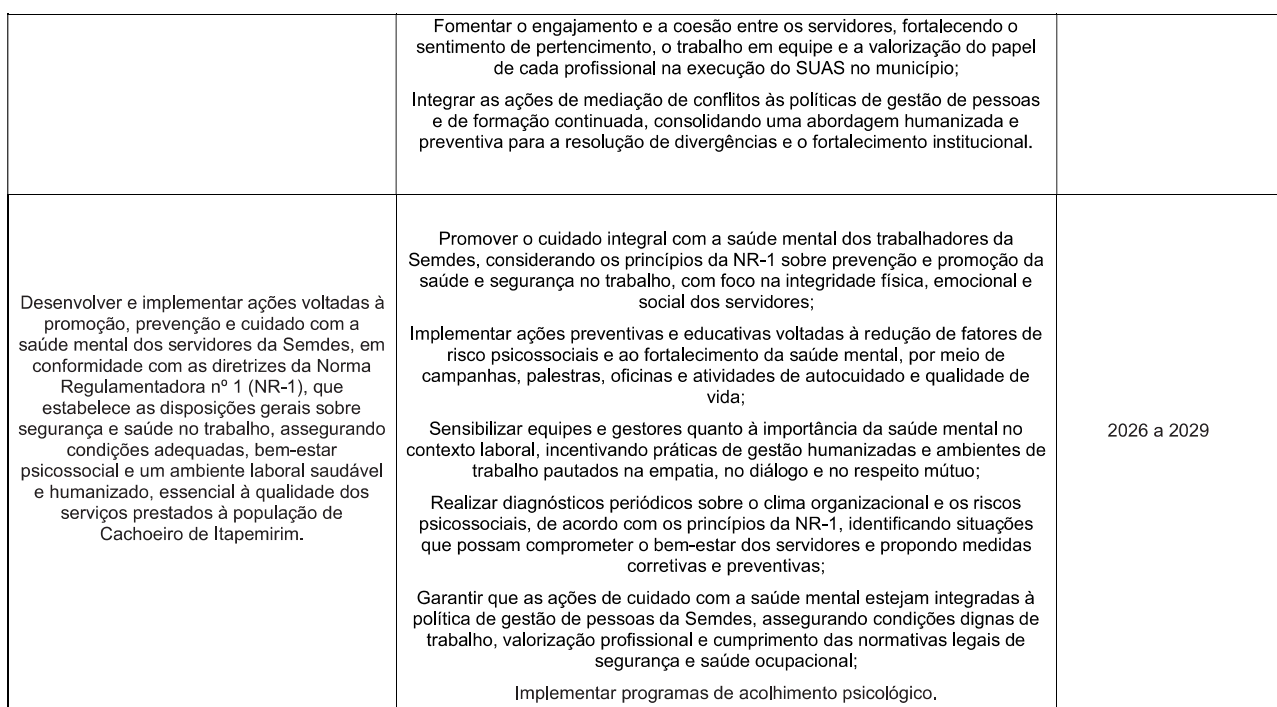 Fomentar o engajamento e a coesão entre os servidores, fortalecendo o
sentimento de pertencimento, o trabalho em equipe e a valorização do papel
de cada profissional na execução do SUAS no município;
Integrar as ações de mediação de conflitos às políticas de gestão de pessoas
e de formação continuada, consolidando uma abordagem humanizada e
preventiva para a resolução de divergências e o fortalecimento institucional.
Desenvolver e implementar ações voltadas à
promoção, prevenção e cuidado com a
saúde mental dos servidores da Semdes, em
conformidade com as diretrizes da Norma
Regulamentadora nº 1 (NR-1), que
estabelece as disposições gerais sobre
segurança e saúde no trabalho, assegurando
condições adequadas, bem-estar
psicossocial e um ambiente laboral saudável
e humanizado, essencial à qualidade dos
serviços prestados à população de
Cachoeiro de Itapemirim.
Promover o cuidado integral com a saúde mental dos trabalhadores da
Semdes, considerando os princípios da NR-1 sobre prevenção e promoção da
saúde e segurança no trabalho, com foco na integridade física, emocional e
social dos servidores;
Implementar ações preventivas e educativas voltadas à redução de fatores de
risco psicossociais e ao fortalecimento da saúde mental, por meio de
campanhas, palestras, oficinas e atividades de autocuidado e qualidade de
vida;
Sensibilizar equipes e gestores quanto à importância da saúde mental no
contexto laboral, incentivando práticas de gestão humanizadas e ambientes de
trabalho pautados na empatia, no diálogo e no respeito mútuo;
Realizar diagnósticos periódicos sobre o clima organizacional e os riscos
psicossociais, de acordo com os princípios da NR-1, identificando situações
que possam comprometer o bem-estar dos servidores e propondo medidas
corretivas e preventivas;
Garantir que as ações de cuidado com a saúde mental estejam integradas à
política de gestão de pessoas da Semdes, assegurando condições dignas de
trabalho, valorização profissional e cumprimento das normativas legais de
segurança e saúde ocupacional;
Implementar programas de acolhimento psicológico.
2026 a 2029